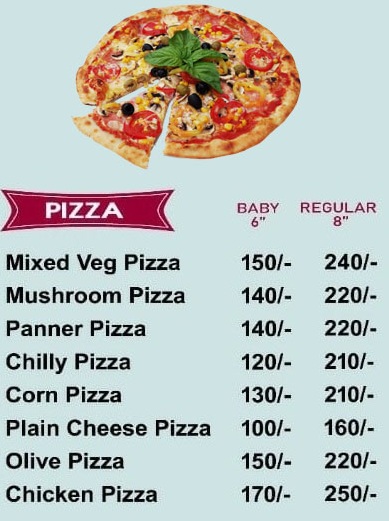 PIZZA BABY 6" REGULAR 8"
Mixed Veg Pizza 150/- 240/-
Mushroom Pizza 140/- 220/-
Panner Pizza 140/- 220/-
Chilly Pizza 120/- 210/-
Corn Pizza 130/- 210/-
Plain Cheese Pizza 100/- 160/-
Olive Pizza 150/- 220/-
Chicken Pizza 170/- 250/-